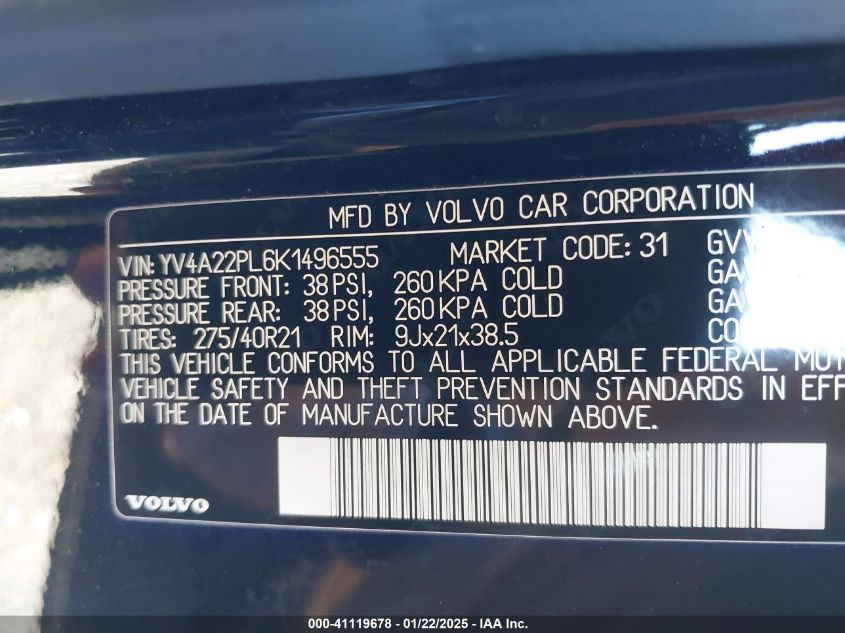 MFD BY VOLVO CAR CORPORATION
VIN: YV4A22PL6K1496555 MARKET CODE: 31
PRESSURE FRONT: 38 PSI, 260 KPA COLD
PRESSURE REAR: 38 PSI, 260 KPA COLD
TIRES: 275/40R21 RIM: 9Jx21x38.5
THIS VEHICLE CONFORMS TO ALL APPLICABLE FEDERAL MOT
VEHICLE SAFETY AND THEFT PREVENTION STANDARDS IN EFF
ON THE DATE OF MANUFACTURE SHOWN ABOVE.
VOLVO
000-41119678 - 01/22/2025 - IAA Inc.